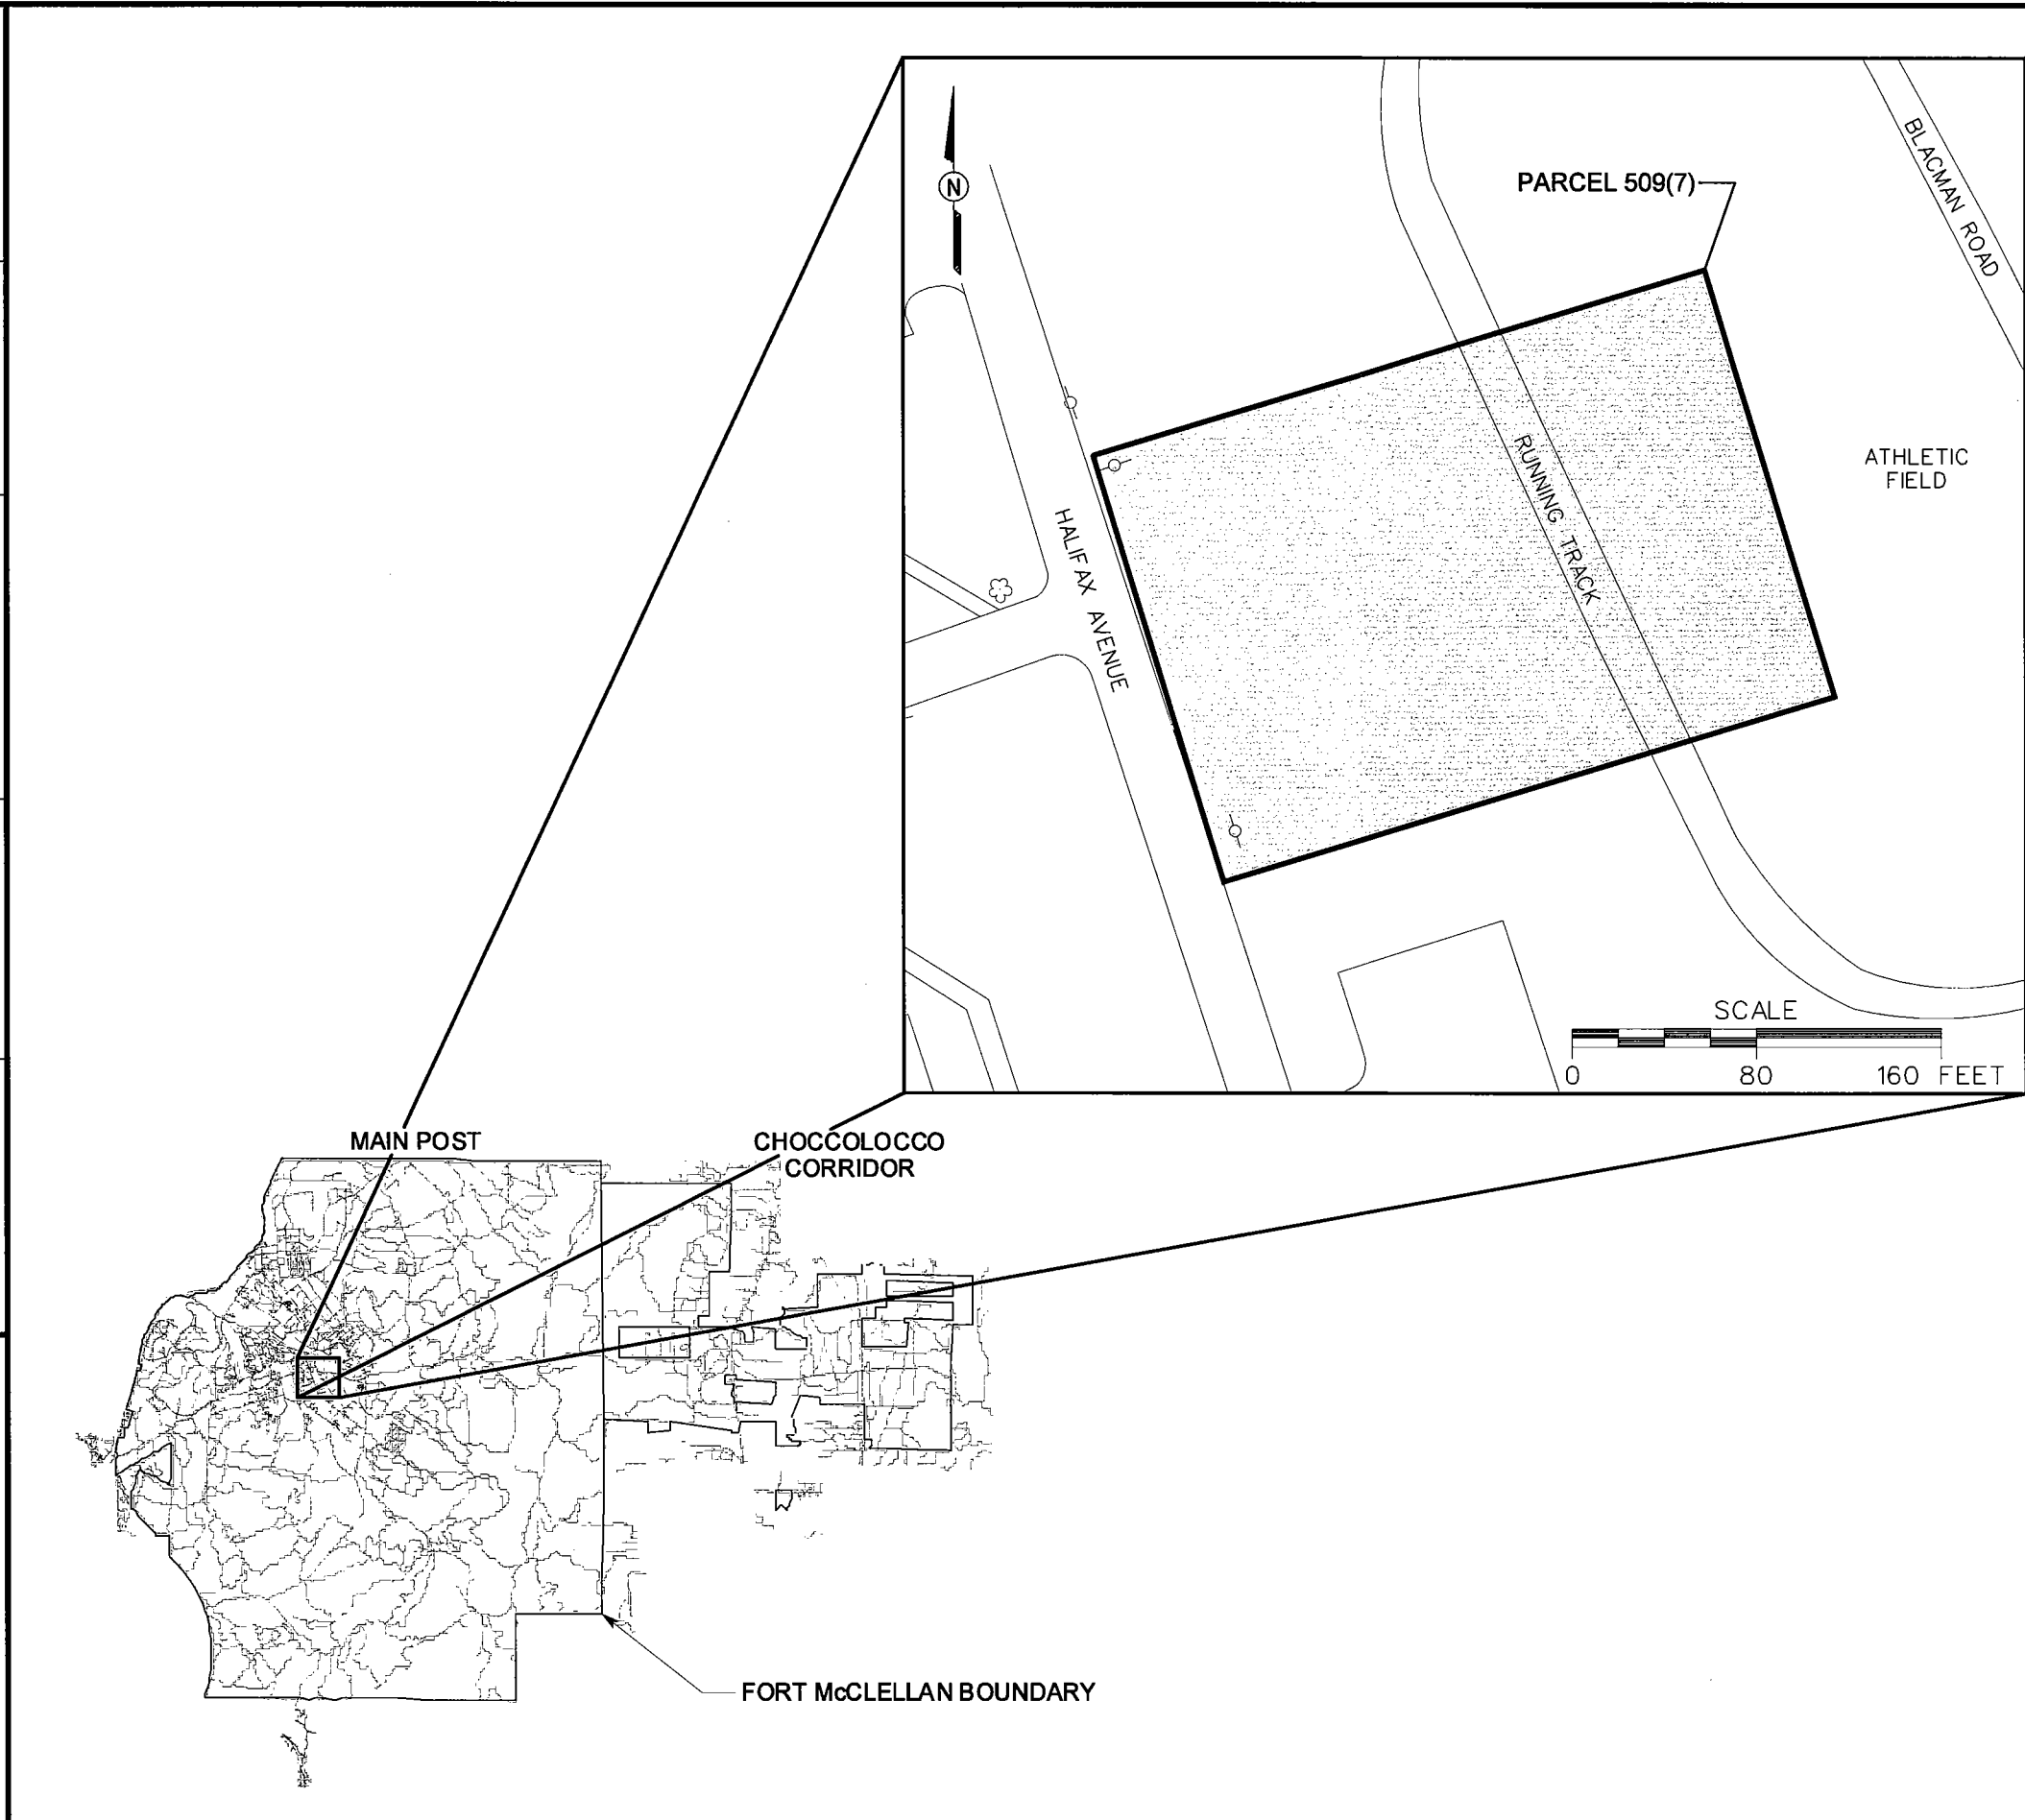 N
PARCEL 509(7)
BLACMAN ROAD
ATHLETIC
FIELD
RUNNING TRACK
HALIFAX AVENUE
SCALE
0 80 160 FEET
MAIN POST
CHOCCOLOCCO
CORRIDOR
FORT McCLELLAN BOUNDARY